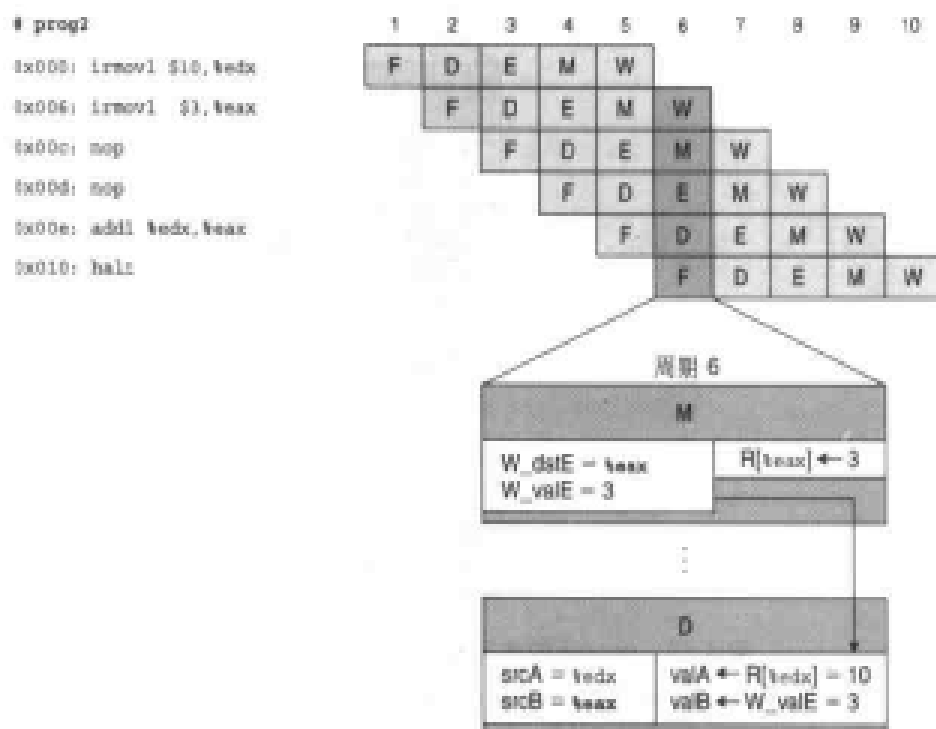 # prog2
1 2 3 4 5 6 7 8 9 10
0x000: irmovl $10,%edx F D E M W
0x006: irmovl $3,%eax F D E M W
0x00c: nop F D E M W
0x00d: nop F D E M W
0x00e: addl %edx,%eax F D E M W
0x010: halt F D E M W
周期 6
M
W_dstE = %eax R[%eax] ← 3
W_valE = 3
⋮
D
srcA = %edx valA ← R[%edx] = 10
srcB = %eax valB ← W_valE = 3